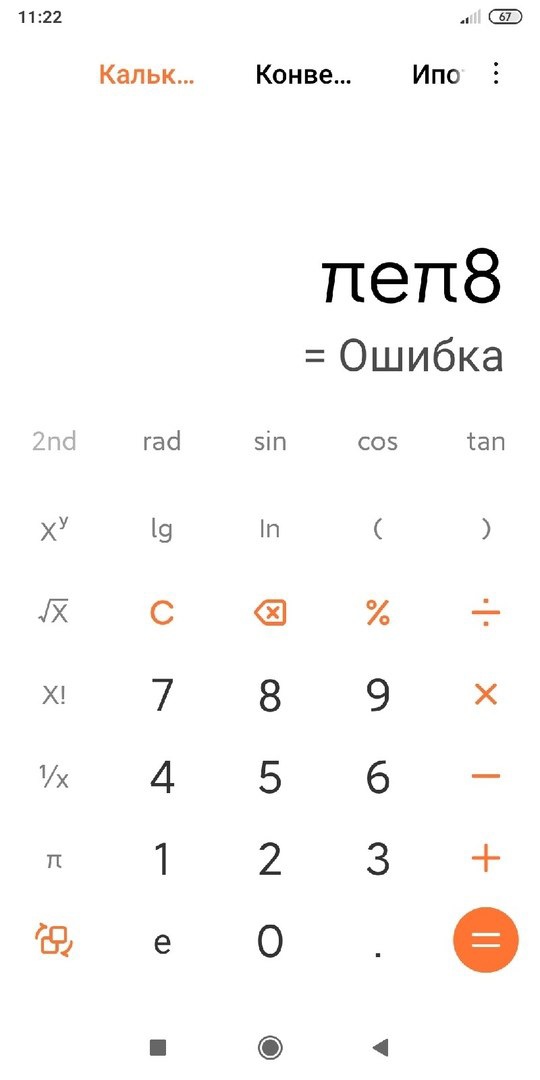 11:22 67
Кальк... Конве... Ипо
πeπ8
= Ошибка
2nd rad sin cos tan
Xʸ lg ln ( )
√X C % ÷
X! 7 8 9 ×
¹/x 4 5 6 −
π 1 2 3 +
e 0 . =